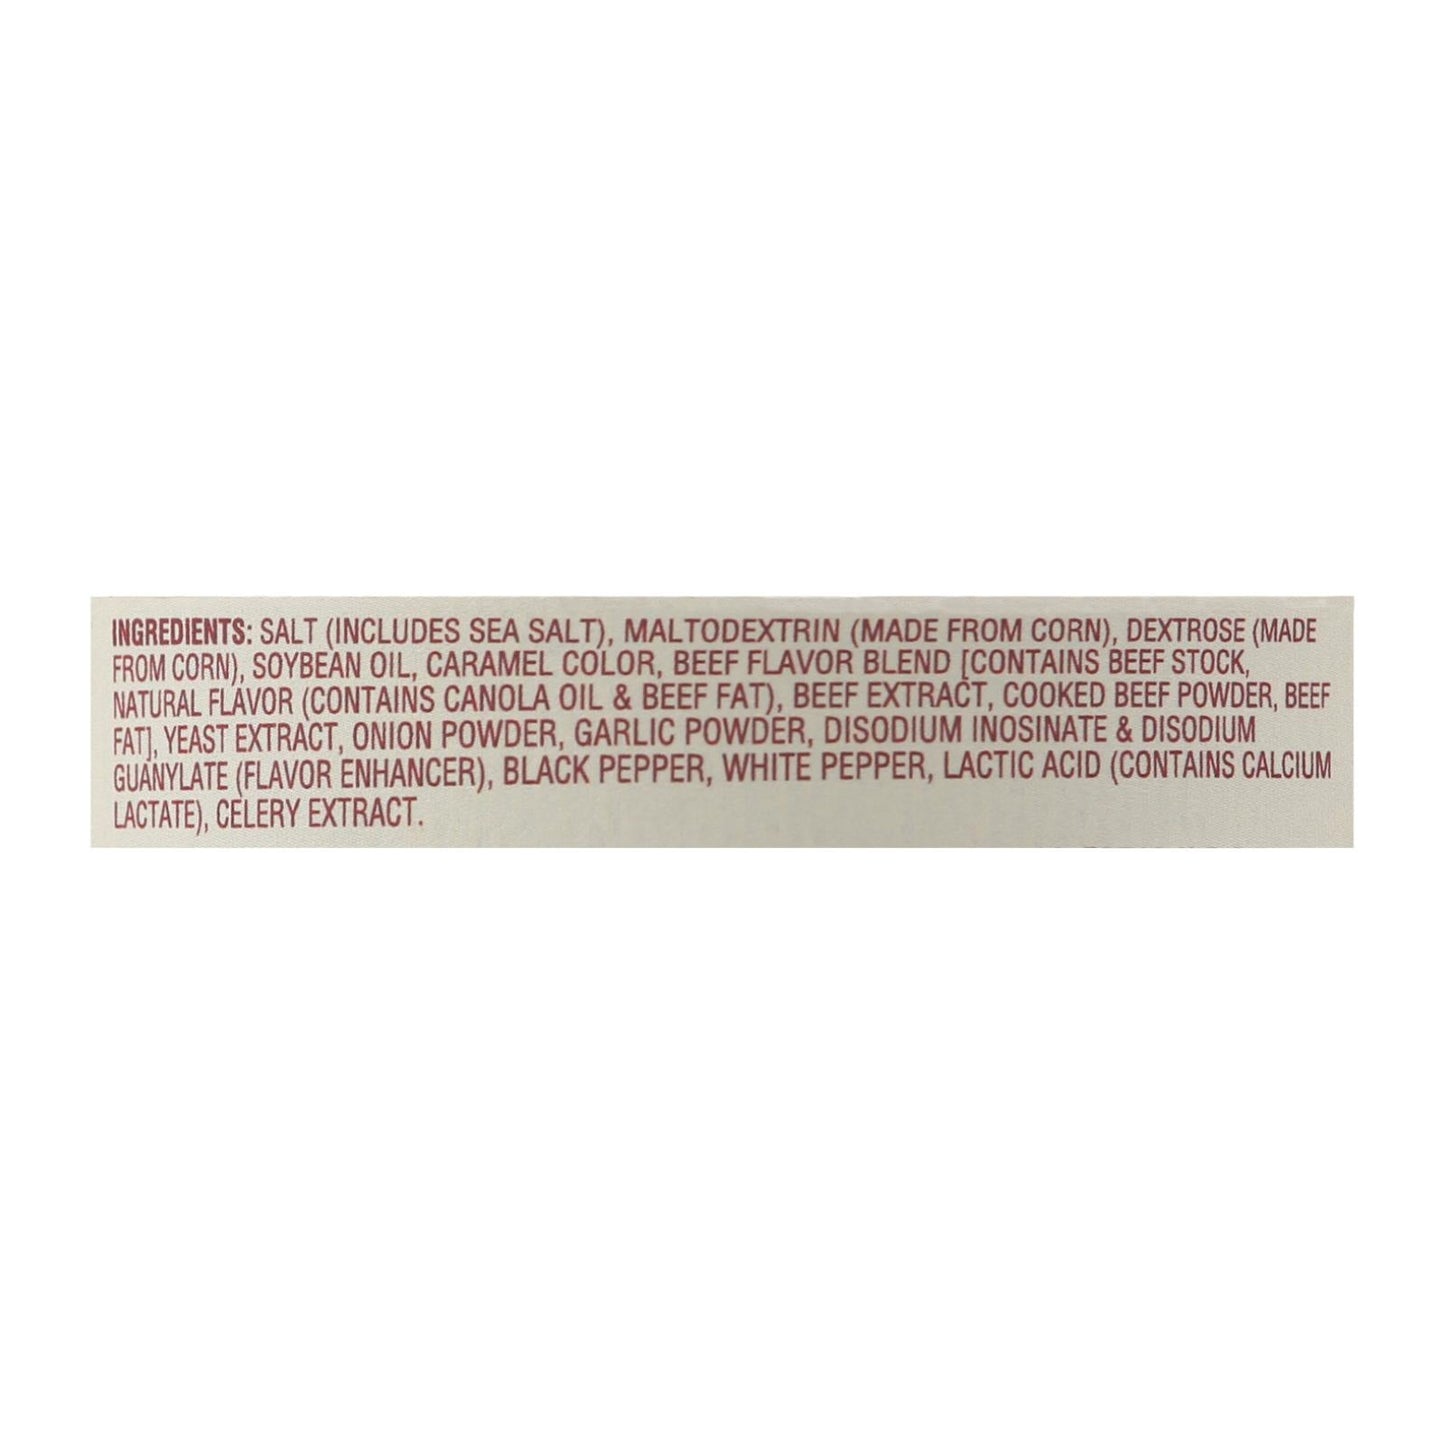 INGREDIENTS: SALT (INCLUDES SEA SALT), MALTODEXTRIN (MADE FROM CORN), DEXTROSE (MADE
FROM CORN), SOYBEAN OIL, CARAMEL COLOR, BEEF FLAVOR BLEND [CONTAINS BEEF STOCK,
NATURAL FLAVOR (CONTAINS CANOLA OIL & BEEF FAT), BEEF EXTRACT, COOKED BEEF POWDER, BEEF
FAT], YEAST EXTRACT, ONION POWDER, GARLIC POWDER, DISODIUM INOSINATE & DISODIUM
GUANYLATE (FLAVOR ENHANCER), BLACK PEPPER, WHITE PEPPER, LACTIC ACID (CONTAINS CALCIUM
LACTATE), CELERY EXTRACT.